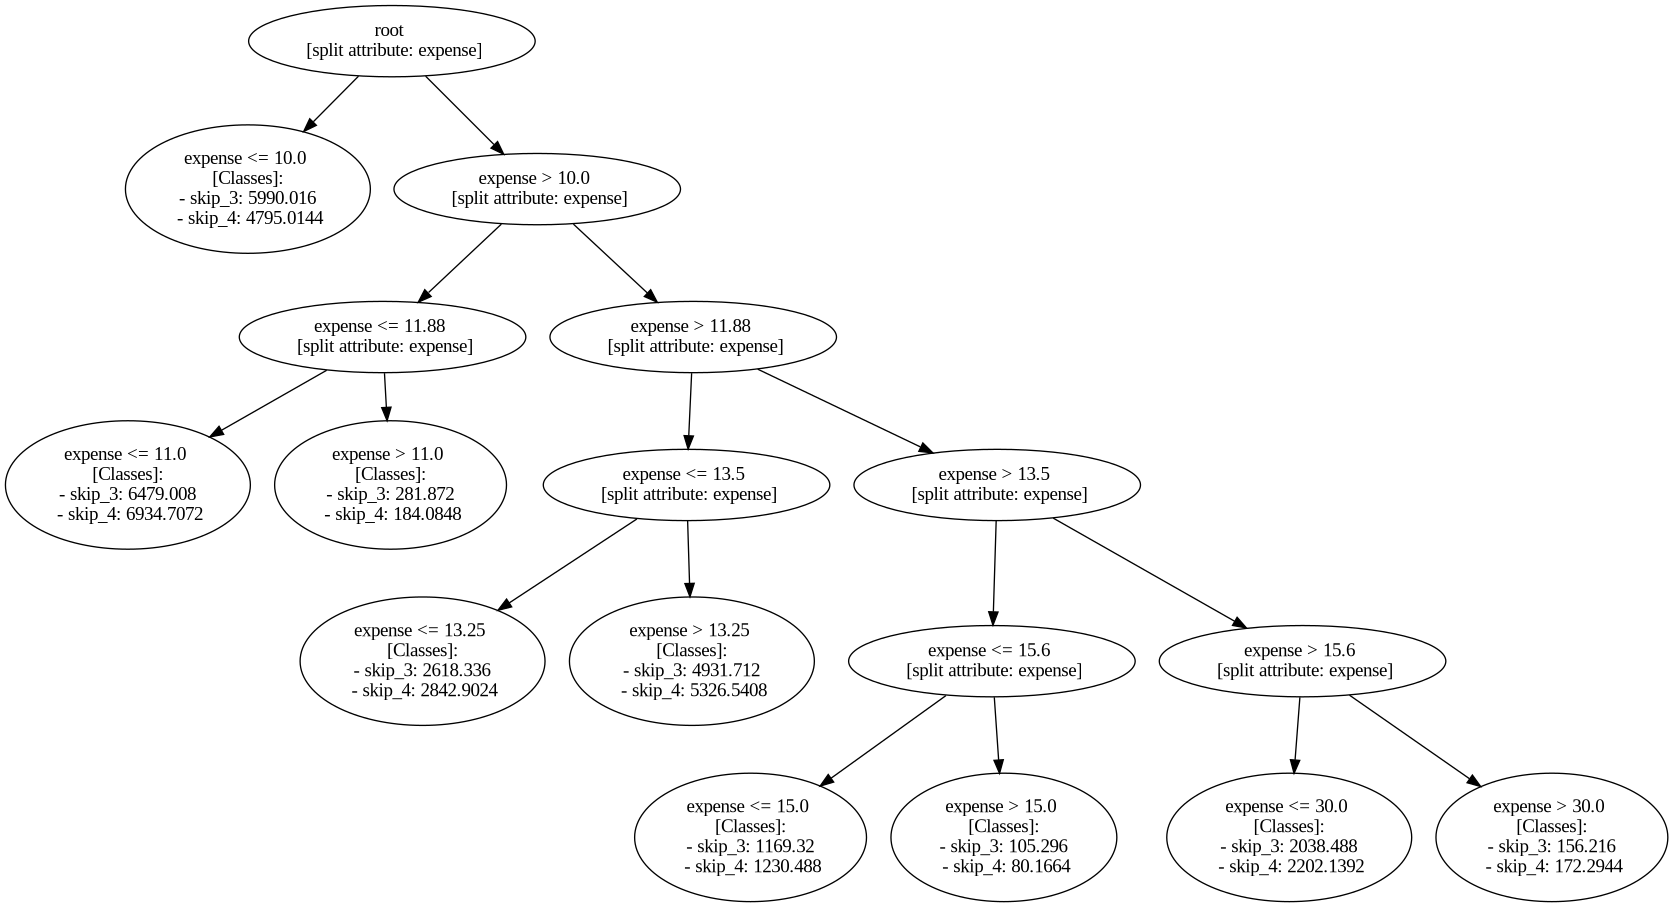 root
[split attribute: expense]
expense <= 10.0
[Classes]:
- skip_3: 5990.016
- skip_4: 4795.0144
expense > 10.0
[split attribute: expense]
expense <= 11.88
[split attribute: expense]
expense > 11.88
[split attribute: expense]
expense <= 11.0
[Classes]:
- skip_3: 6479.008
- skip_4: 6934.7072
expense > 11.0
[Classes]:
- skip_3: 281.872
- skip_4: 184.0848
expense <= 13.5
[split attribute: expense]
expense > 13.5
[split attribute: expense]
expense <= 13.25
[Classes]:
- skip_3: 2618.336
- skip_4: 2842.9024
expense > 13.25
[Classes]:
- skip_3: 4931.712
- skip_4: 5326.5408
expense <= 15.6
[split attribute: expense]
expense > 15.6
[split attribute: expense]
expense <= 15.0
[Classes]:
- skip_3: 1169.32
- skip_4: 1230.488
expense > 15.0
[Classes]:
- skip_3: 105.296
- skip_4: 80.1664
expense <= 30.0
[Classes]:
- skip_3: 2038.488
- skip_4: 2202.1392
expense > 30.0
[Classes]:
- skip_3: 156.216
- skip_4: 172.2944